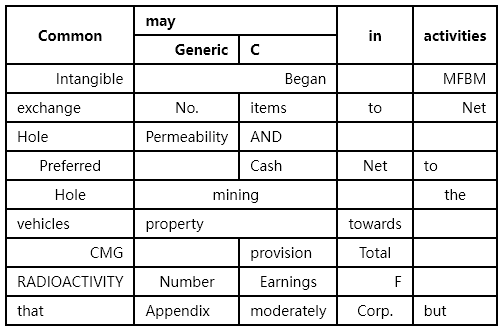 Common may in activities
Generic C
Intangible Began MFBM
exchange No. items to Net
Hole Permeability AND
Preferred Cash Net to
Hole mining the
vehicles property towards
CMG provision Total
RADIOACTIVITY Number Earnings F
that Appendix moderately Corp. but